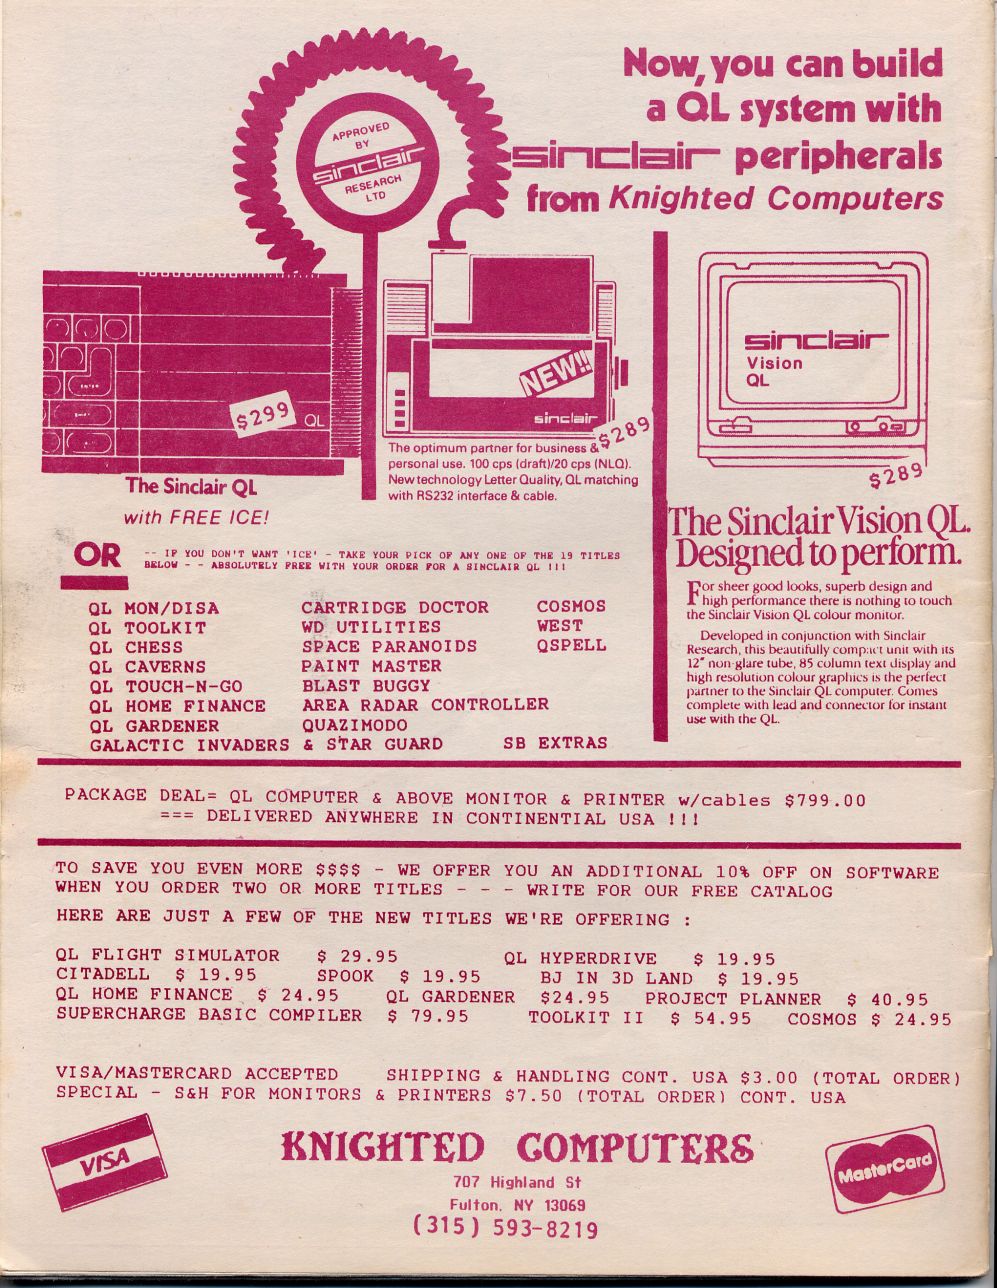 Now, you can build
a QL system with
sinclair peripherals
from Knighted Computers
APPROVED
BY
sinclair
RESEARCH
LTD
$299
QL
The Sinclair QL
with FREE ICE!
NEW!!
sinclair
$289
The optimum partner for business &
personal use. 100 cps (draft)/20 cps (NLQ).
New technology Letter Quality, QL matching
with RS232 interface & cable.
sinclair
Vision
QL
$289
The Sinclair Vision QL.
Designed to perform.
For sheer good looks, superb design and
high performance there is nothing to touch
the Sinclair Vision QL colour monitor.
Developed in conjunction with Sinclair
Research, this beautifully compact unit with its
12" non-glare tube, 85 column text display and
high resolution colour graphics is the perfect
partner to the Sinclair QL computer. Comes
complete with lead and connector for instant
use with the QL.
OR -- IF YOU DON'T WANT 'ICE' - TAKE YOUR PICK OF ANY ONE OF THE 19 TITLES
BELOW - - ABSOLUTELY FREE WITH YOUR ORDER FOR A SINCLAIR QL !!!
QL MON/DISA CARTRIDGE DOCTOR COSMOS
QL TOOLKIT WD UTILITIES WEST
QL CHESS SPACE PARANOIDS QSPELL
QL CAVERNS PAINT MASTER
QL TOUCH-N-GO BLAST BUGGY
QL HOME FINANCE AREA RADAR CONTROLLER
QL GARDENER QUAZIMODO
GALACTIC INVADERS & STAR GUARD SB EXTRAS
PACKAGE DEAL= QL COMPUTER & ABOVE MONITOR & PRINTER w/cables $799.00
=== DELIVERED ANYWHERE IN CONTINENTIAL USA !!!
TO SAVE YOU EVEN MORE $$$$ - WE OFFER YOU AN ADDITIONAL 10% OFF ON SOFTWARE
WHEN YOU ORDER TWO OR MORE TITLES - - - WRITE FOR OUR FREE CATALOG
HERE ARE JUST A FEW OF THE NEW TITLES WE'RE OFFERING :
QL FLIGHT SIMULATOR $ 29.95 QL HYPERDRIVE $ 19.95
CITADELL $ 19.95 SPOOK $ 19.95 BJ IN 3D LAND $ 19.95
QL HOME FINANCE $ 24.95 QL GARDENER $24.95 PROJECT PLANNER $ 40.95
SUPERCHARGE BASIC COMPILER $ 79.95 TOOLKIT II $ 54.95 COSMOS $ 24.95
VISA/MASTERCARD ACCEPTED SHIPPING & HANDLING CONT. USA $3.00 (TOTAL ORDER)
SPECIAL - S&H FOR MONITORS & PRINTERS $7.50 (TOTAL ORDER) CONT. USA
VISA
KNIGHTED COMPUTERS
707 Highland St
Fulton, NY 13069
(315) 593-8219
MasterCard